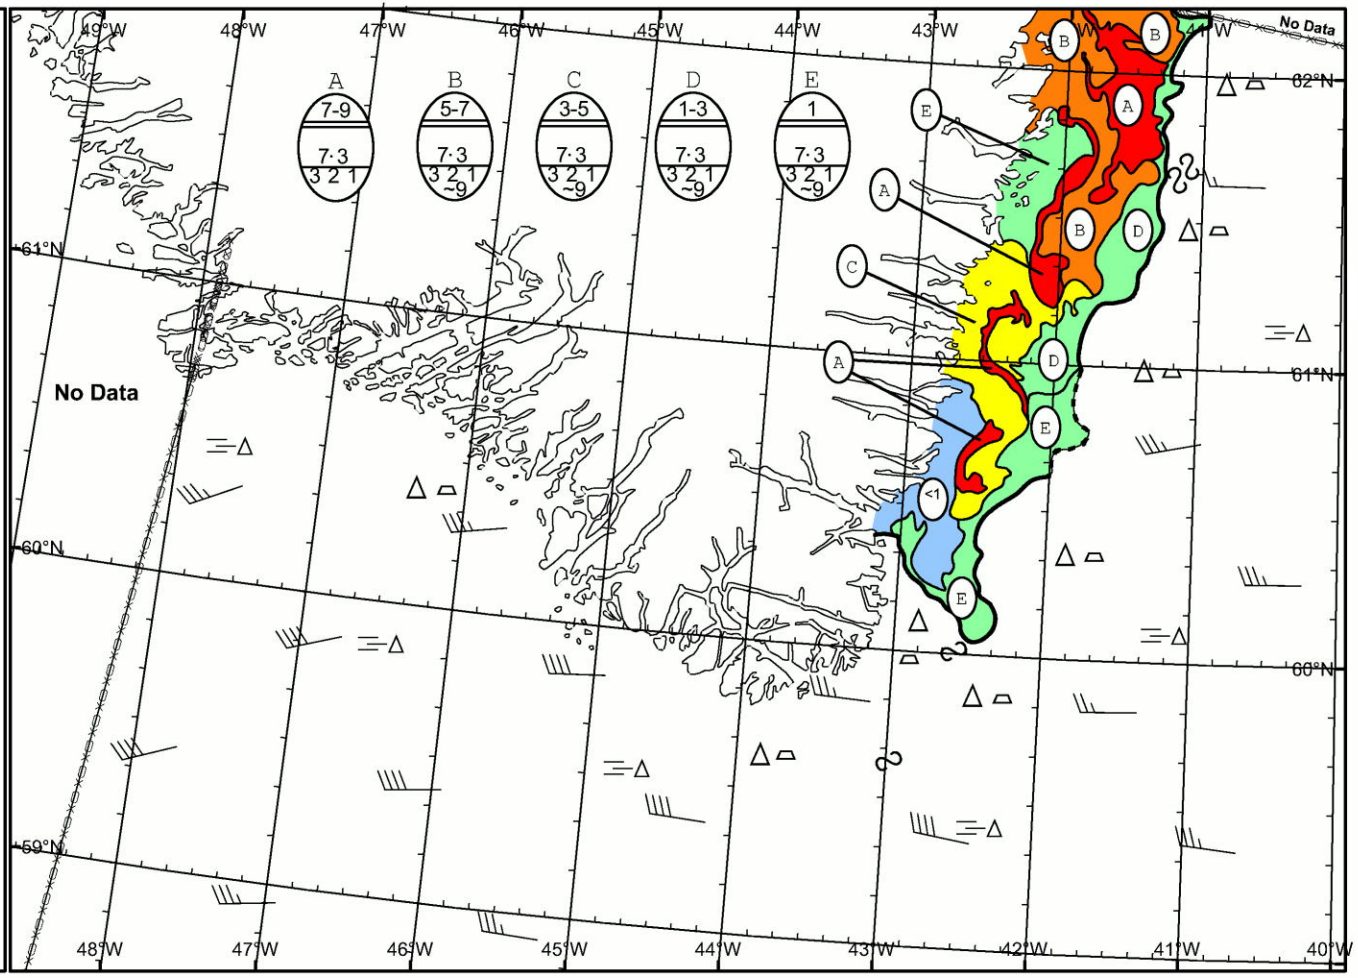 49°W 48°W 47°W 46°W 45°W 44°W 43°W 42°W 41°W
No Data
B B
62°N
A B C D E
7-9 5-7 3-5 1-3 1
7·3 7·3 7·3 7·3 7·3
3 2 1 3 2 1 3 2 1 3 2 1 3 2 1
~9 ~9 ~9 ~9
E A
A
B D
61°N
C
A D
61°N
No Data
E
<1
60°N
E
60°N
59°N
48°W 47°W 46°W 45°W 44°W 43°W 42°W 41°W 40°W